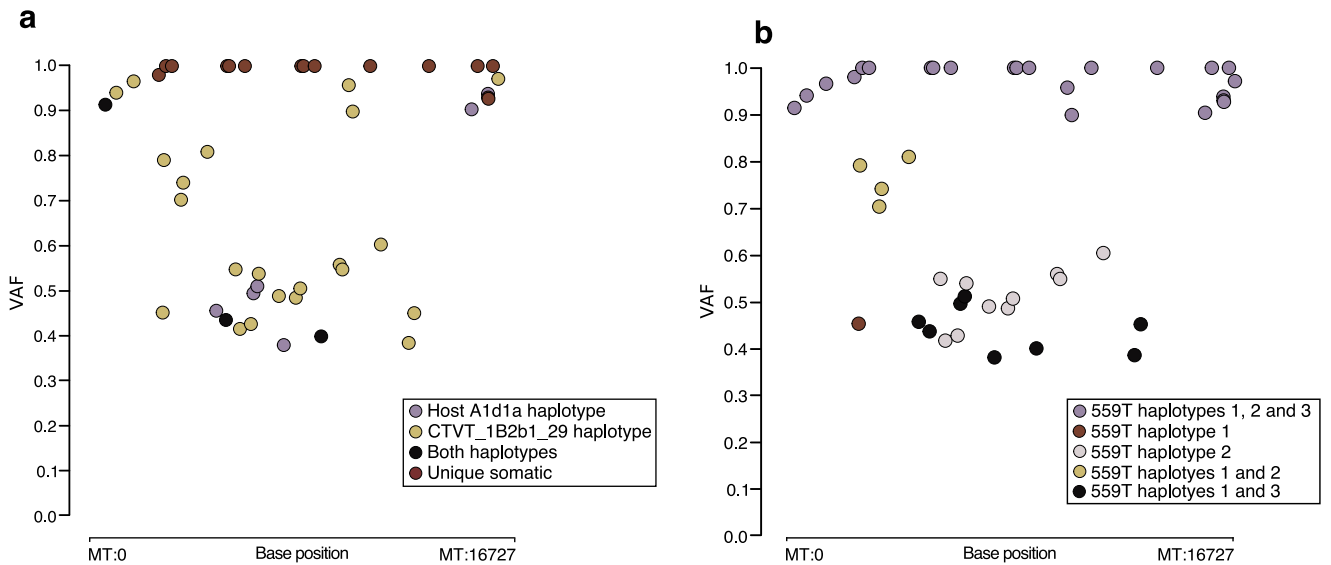 a
1.0
0.9
0.8
0.7
0.6
0.5
0.4
0.3
0.2
0.1
0.0
VAF
Host A1d1a haplotype
CTVT_1B2b1_29 haplotype
Both haplotypes
Unique somatic
MT:0
Base position
MT:16727
b
1.0
0.9
0.8
0.7
0.6
0.5
0.4
0.3
0.2
0.1
0.0
VAF
559T haplotypes 1, 2 and 3
559T haplotype 1
559T haplotype 2
559T haplotyes 1 and 2
559T haplotyes 1 and 3
MT:0
Base position
MT:16727